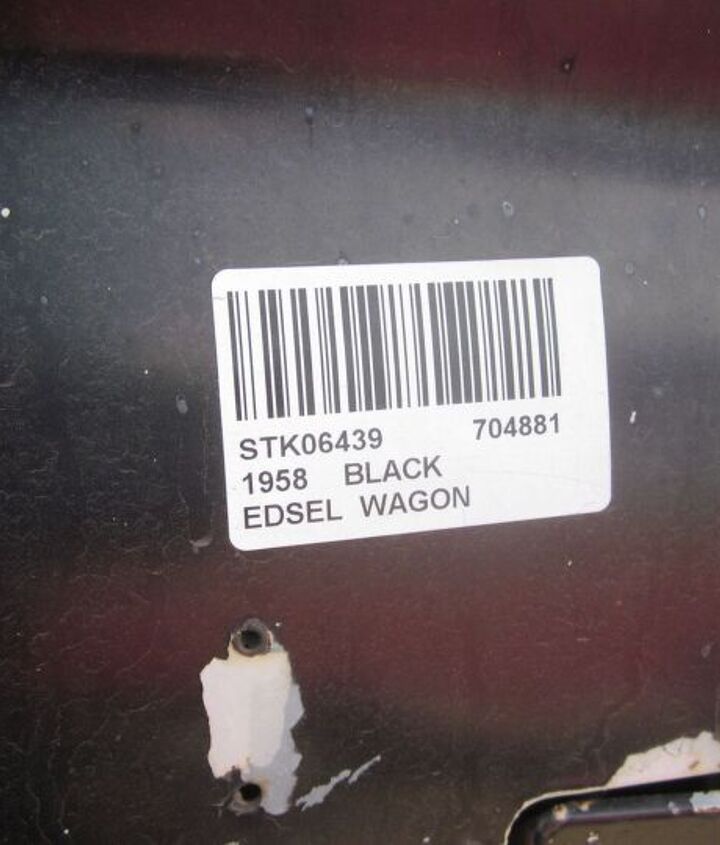 STK06439 704881
1958 BLACK
EDSEL WAGON